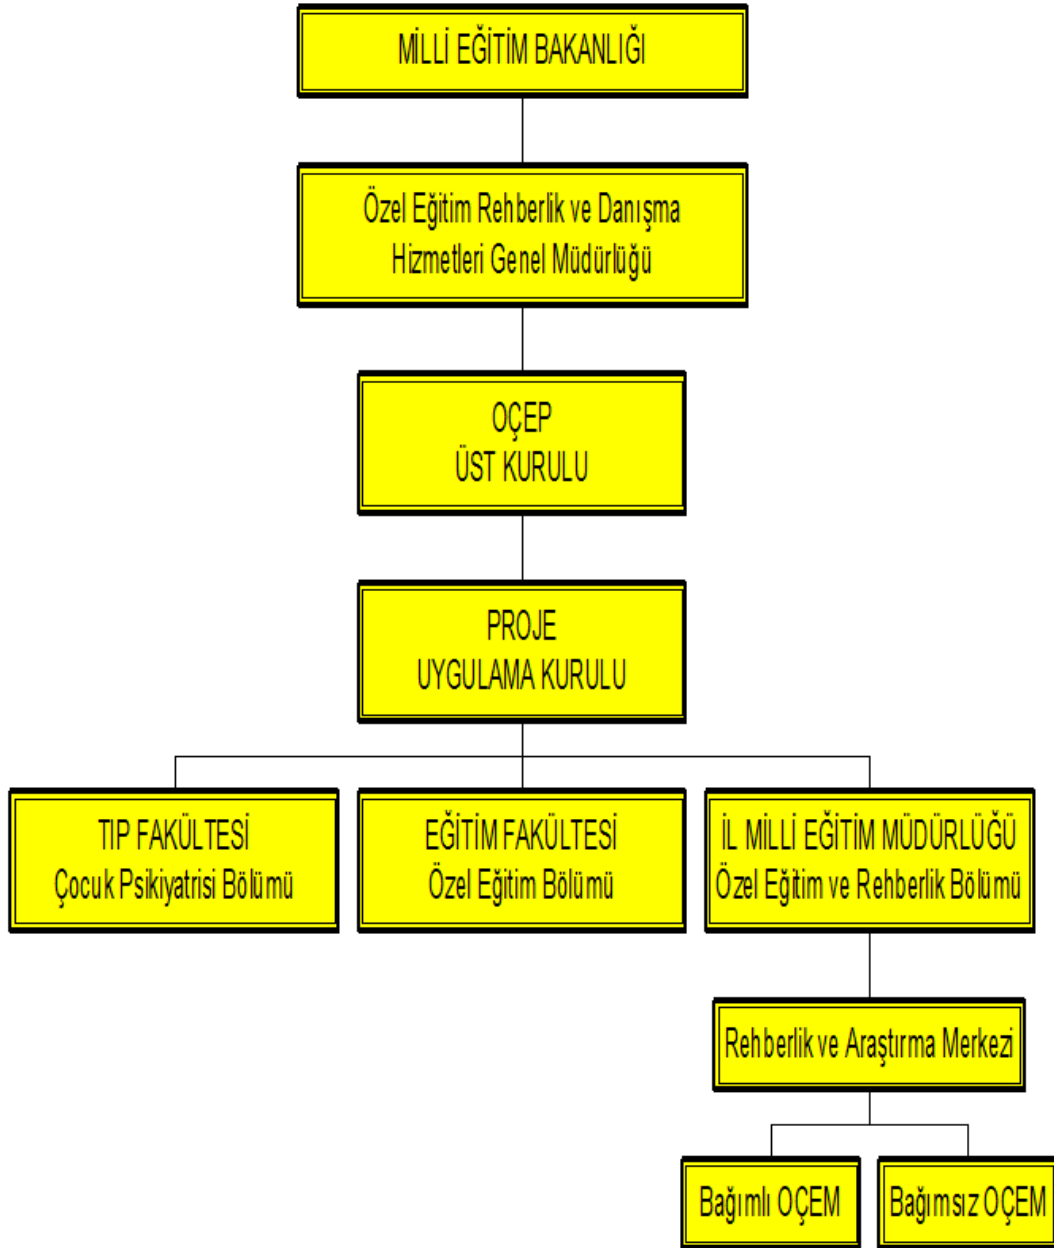 MİLLİ EĞİTİM BAKANLIĞI
Özel Eğitim Rehberlik ve Danışma
Hizmetleri Genel Müdürlüğü
OÇEP
ÜST KURULU
PROJE
UYGULAMA KURULU
TIP FAKÜLTESİ
Çocuk Psikiyatrisi Bölümü
EĞİTİM FAKÜLTESİ
Özel Eğitim Bölümü
İL MİLLİ EĞİTİM MÜDÜRLÜĞÜ
Özel Eğitim ve Rehberlik Bölümü
Rehberlik ve Araştırma Merkezi
Bağımlı OÇEM
Bağımsız OÇEM